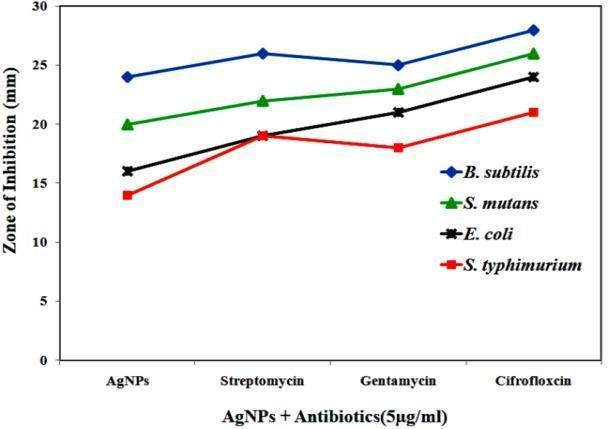 30
25
20
15
10
5
0
Zone of Inhibition (mm)
B. subtilis
S. mutans
E. coli
S. typhimurium
AgNPs Streptomycin Gentamycin Cifrofloxcin
AgNPs + Antibiotics(5µg/ml)